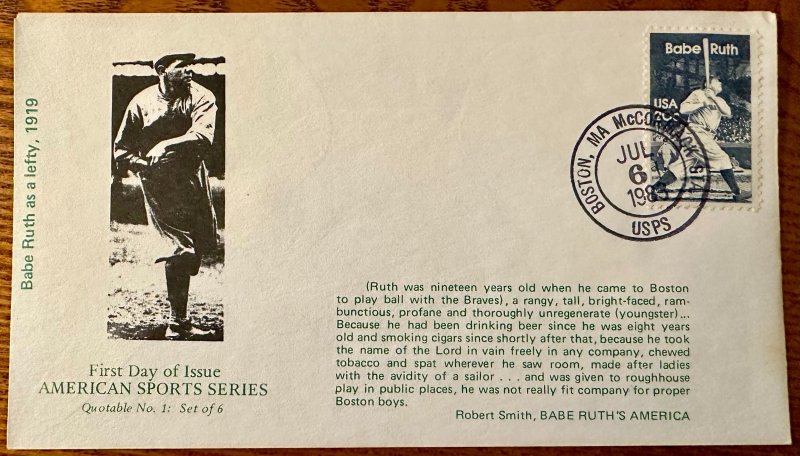 Babe Ruth as a lefty, 1919
First Day of Issue
AMERICAN SPORTS SERIES
Quotable No. 1: Set of 6
Babe Ruth
USA
20c
BOSTON, MA McCORMACK STA
JUL
6
1983
USPS
(Ruth was nineteen years old when he came to Boston
to play ball with the Braves), a rangy, tall, bright-faced, ram-
bunctious, profane and thoroughly unregenerate (youngster)...
Because he had been drinking beer since he was eight years
old and smoking cigars since shortly after that, because he took
the name of the Lord in vain freely in any company, chewed
tobacco and spat wherever he saw room, made after ladies
with the avidity of a sailor . . . and was given to roughhouse
play in public places, he was not really fit company for proper
Boston boys.
Robert Smith, BABE RUTH'S AMERICA